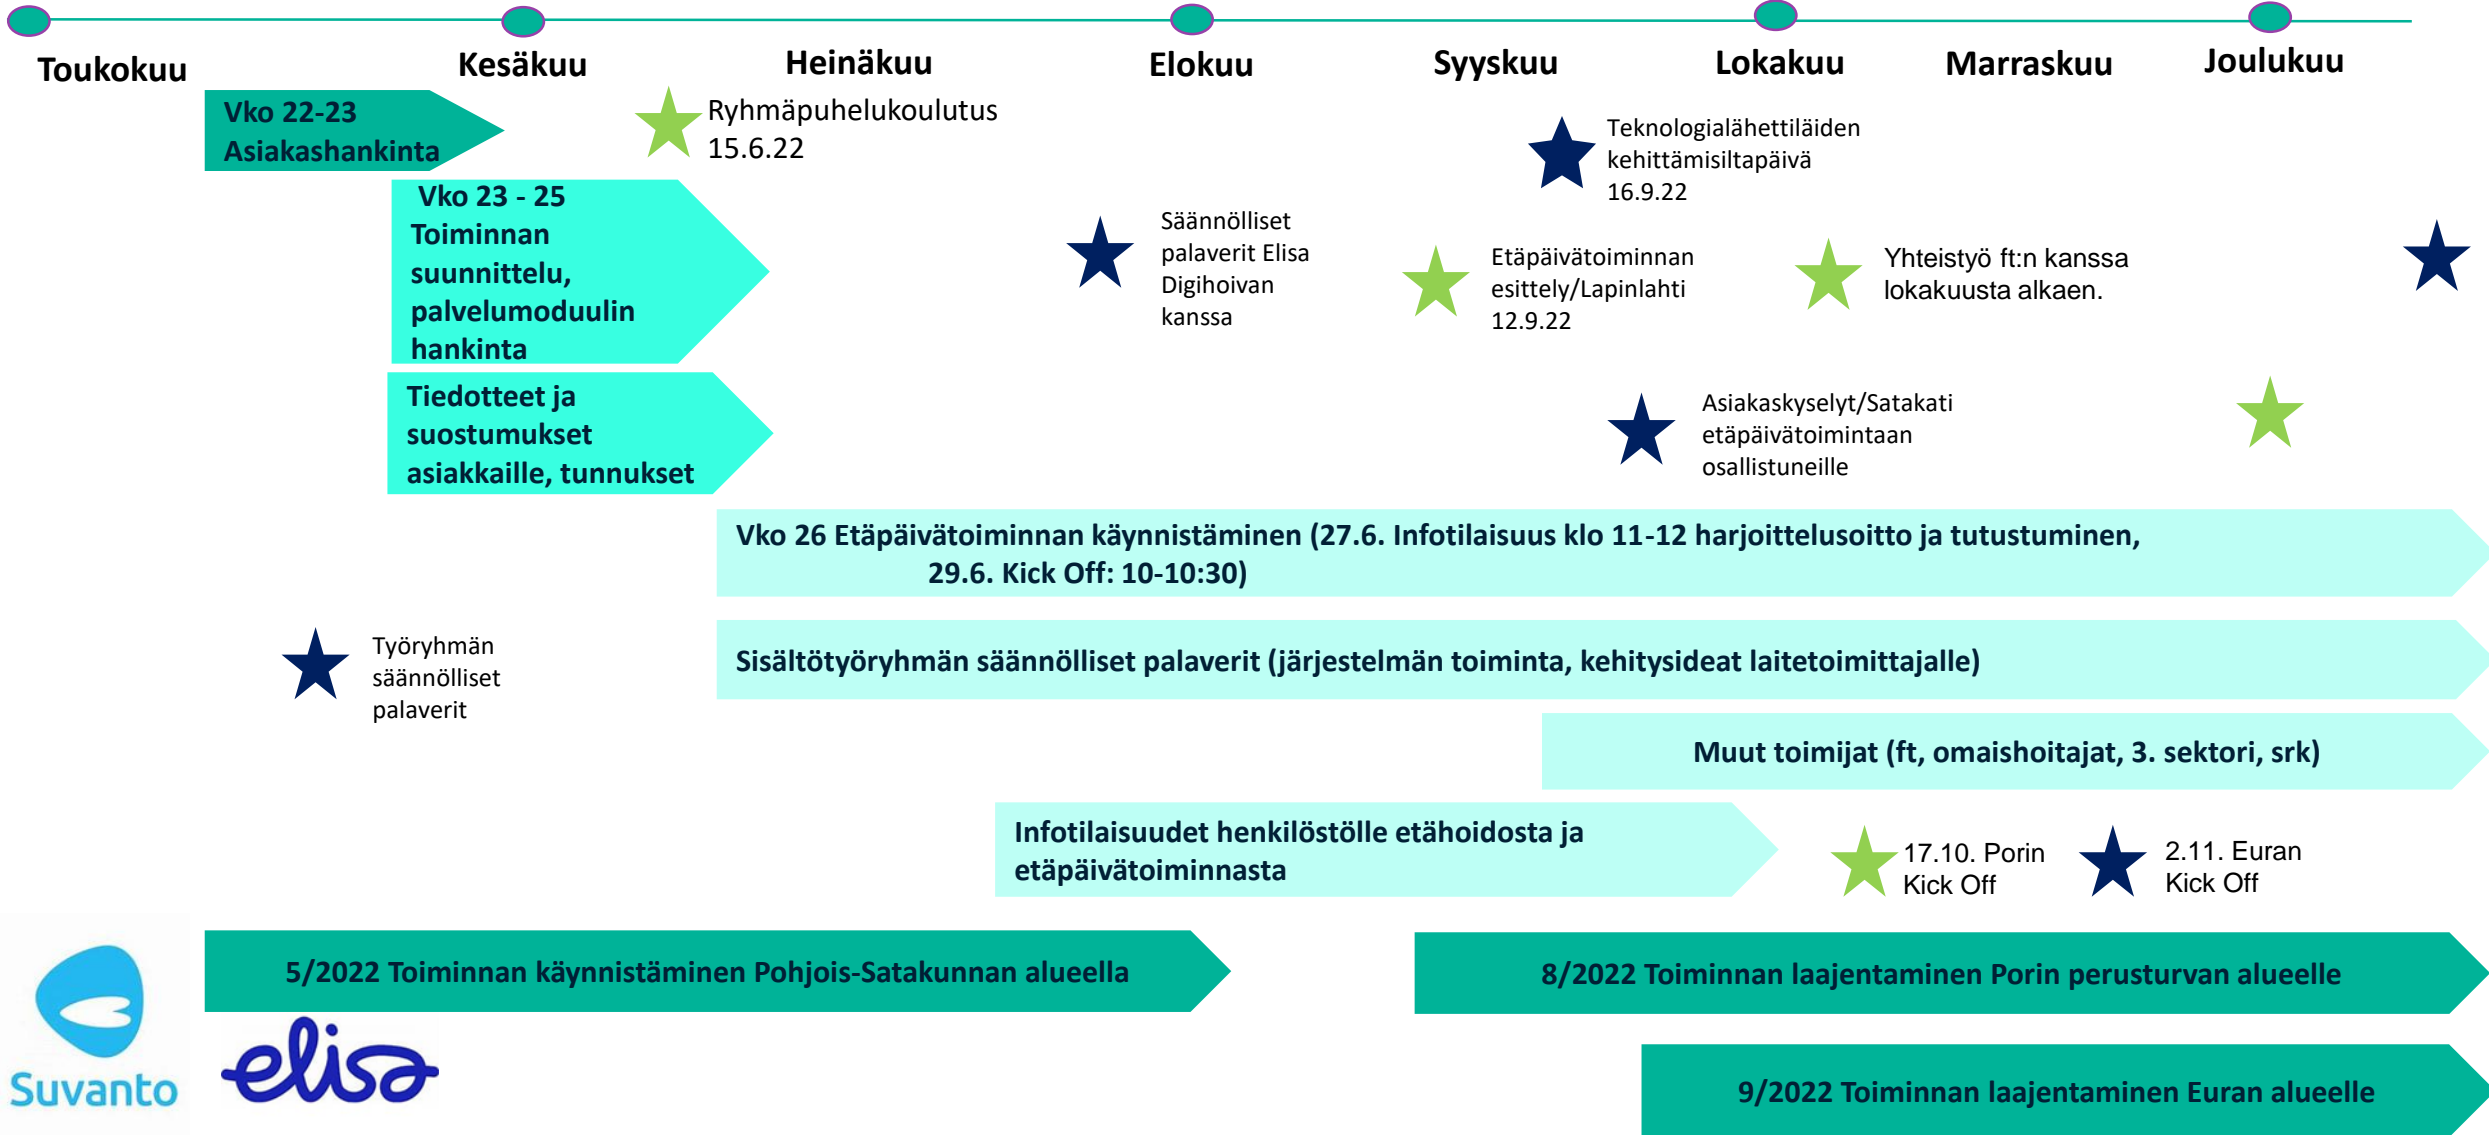 Toukokuu
Kesäkuu
Heinäkuu
Elokuu
Syyskuu
Lokakuu
Marraskuu
Joulukuu
Vko 22-23
Asiakashankinta
Ryhmäpuhelukoulutus
15.6.22
Teknologialähettiläiden
kehittämisiltapäivä
16.9.22
Vko 23 - 25
Toiminnan
suunnittelu,
palvelumoduulin
hankinta
Säännölliset
palaverit Elisa
Digihoivan
kanssa
Etäpäivätoiminnan
esittely/Lapinlahti
12.9.22
Yhteistyö ft:n kanssa
lokakuusta alkaen.
Tiedotteet ja
suostumukset
asiakkaille, tunnukset
Asiakaskyselyt/Satakati
etäpäivätoimintaan
osallistuneille
Vko 26 Etäpäivätoiminnan käynnistäminen (27.6. Infotilaisuus klo 11-12 harjoittelusoitto ja tutustuminen,
29.6. Kick Off: 10-10:30)
Työryhmän
säännölliset
palaverit
Sisältötyöryhmän säännölliset palaverit (järjestelmän toiminta, kehitysideat laitetoimittajalle)
Muut toimijat (ft, omaishoitajat, 3. sektori, srk)
Infotilaisuudet henkilöstölle etähoidosta ja
etäpäivätoiminnasta
17.10. Porin
Kick Off
2.11. Euran
Kick Off
5/2022 Toiminnan käynnistäminen Pohjois-Satakunnan alueella
8/2022 Toiminnan laajentaminen Porin perusturvan alueelle
Suvanto
elisa
9/2022 Toiminnan laajentaminen Euran alueelle